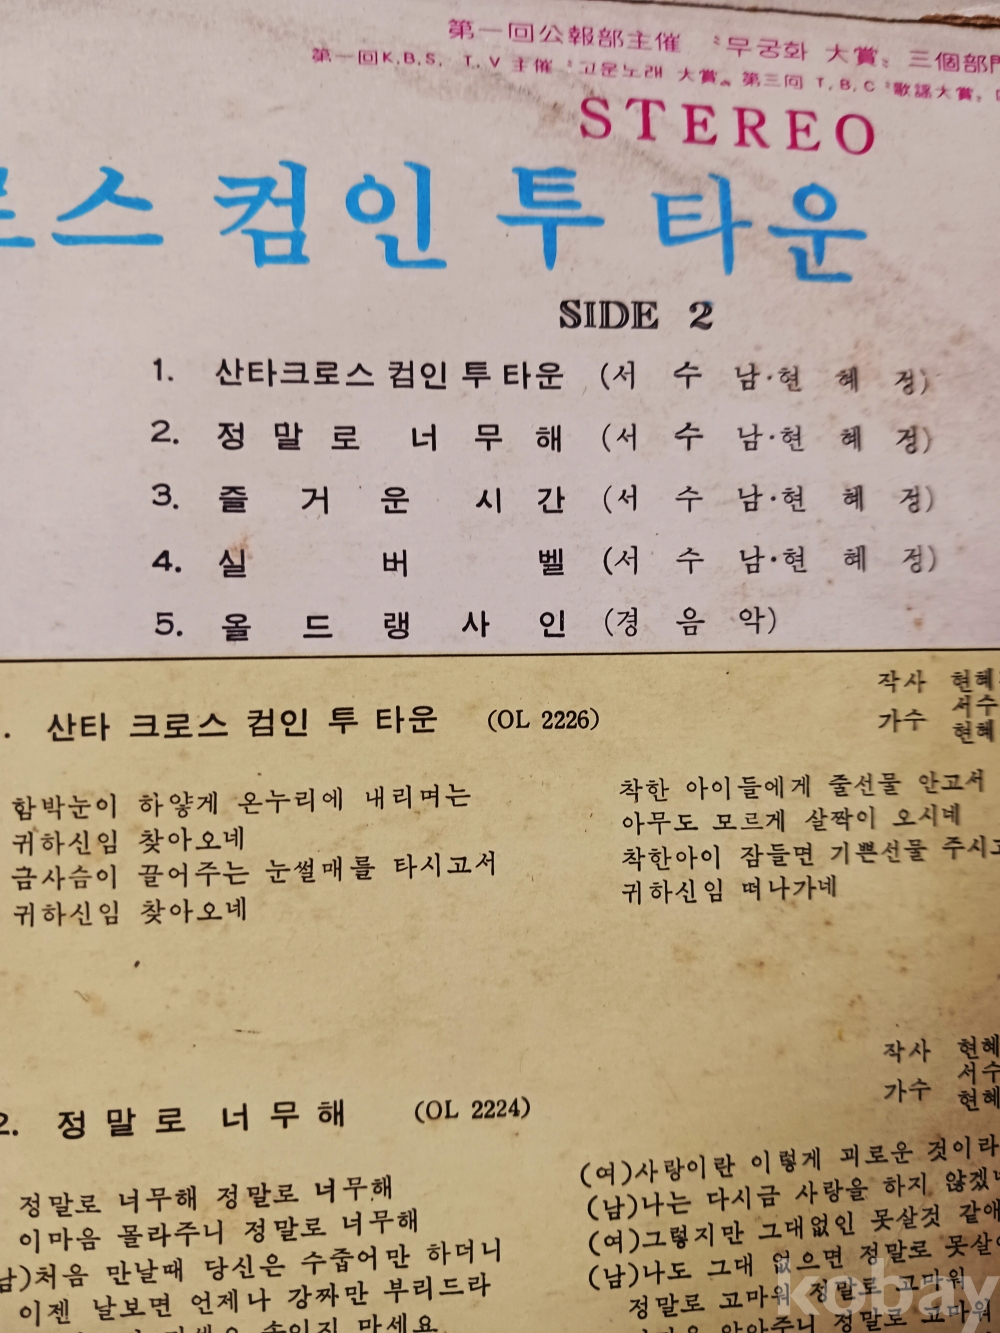 第一回公報部主催 〝무궁화 大賞〟 三個部門
第一回K.B.S. T.V 主催 〝고운노래 大賞〟 第三回 T.B.C 〝歌謠大賞〟
STEREO
로스 컴인 투 타운
SIDE 2
1. 산타크로스 컴인 투 타운 (서 수 남·현 혜 정)
2. 정 말 로 너 무 해 (서 수 남·현 혜 정)
3. 즐 거 운 시 간 (서 수 남·현 혜 정)
4. 실 버 벨 (서 수 남·현 혜 정)
5. 올 드 랭 사 인 (경 음 악)
작사 현혜
. 산타 크로스 컴인 투 타운 (OL 2226)
가수 서수
현혜
함박눈이 하얗게 온누리에 내리며는
귀하신임 찾아오네
금사슴이 끌어주는 눈썰매를 타시고서
귀하신임 찾아오네
착한 아이들에게 줄선물 안고서
아무도 모르게 살짝이 오시네
착한아이 잠들면 기쁜선물 주시고
귀하신임 떠나가네
작사 현혜
2. 정 말 로 너 무 해 (OL 2224)
가수 서수
현혜
정말로 너무해 정말로 너무해
이마음 몰라주니 정말로 너무해
남)처음 만날때 당신은 수줍어만 하더니
이젠 날보면 언제나 강짜만 부리드라
속이지 마세요
(여)사랑이란 이렇게 괴로운 것이라
(남)나는 다시금 사랑을 하지 않겠
(여)그렇지만 그대없인 못살것 같애
(남)나도 그대 없으면 정말로 못살
정말로 고마워 정말로 고마워
알아주니 정말로 고마워
kobay